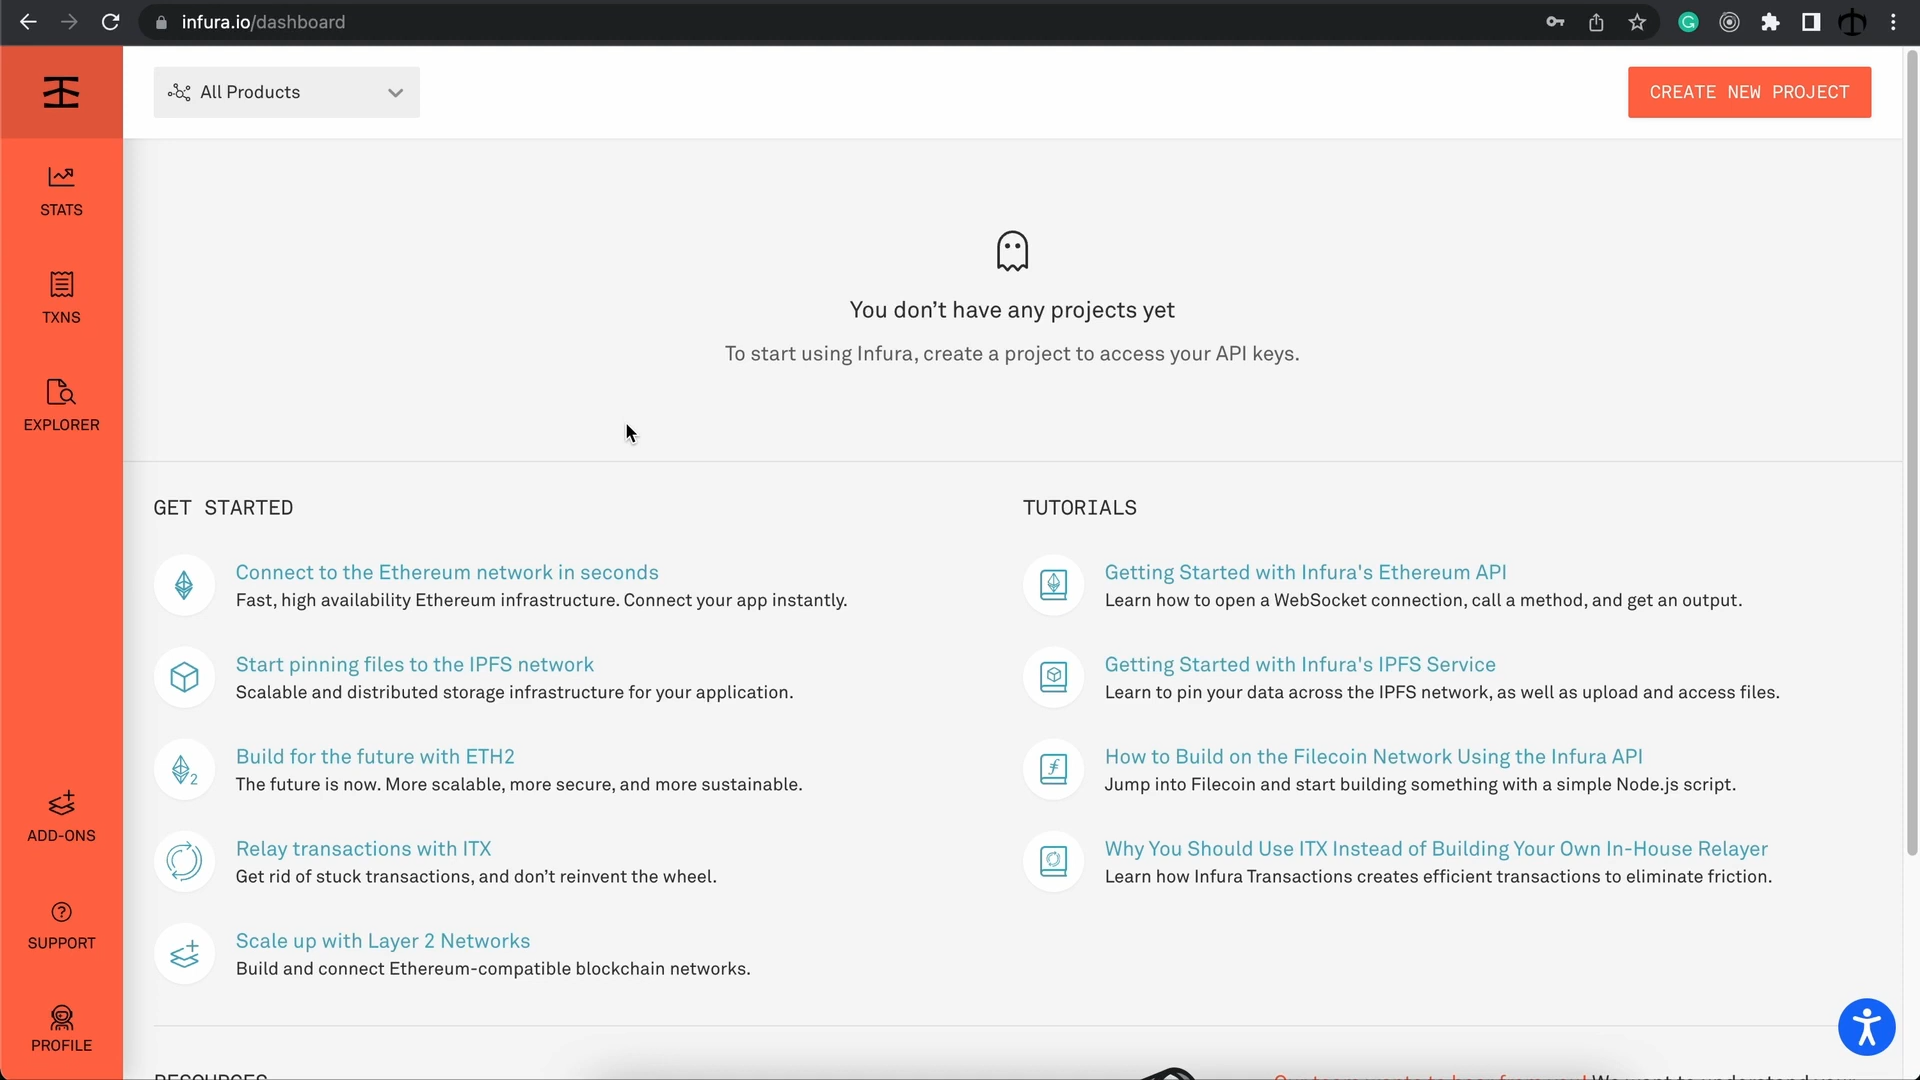 infura.io/dashboard
All Products
CREATE NEW PROJECT
STATS
TXNS
EXPLORER
ADD-ONS
SUPPORT
PROFILE
You don't have any projects yet
To start using Infura, create a project to access your API keys.
GET STARTED
Connect to the Ethereum network in seconds
Fast, high availability Ethereum infrastructure. Connect your app instantly.
Start pinning files to the IPFS network
Scalable and distributed storage infrastructure for your application.
Build for the future with ETH2
The future is now. More scalable, more secure, and more sustainable.
Relay transactions with ITX
Get rid of stuck transactions, and don't reinvent the wheel.
Scale up with Layer 2 Networks
Build and connect Ethereum-compatible blockchain networks.
TUTORIALS
Getting Started with Infura's Ethereum API
Learn how to open a WebSocket connection, call a method, and get an output.
Getting Started with Infura's IPFS Service
Learn to pin your data across the IPFS network, as well as upload and access files.
How to Build on the Filecoin Network Using the Infura API
Jump into Filecoin and start building something with a simple Node.js script.
Why You Should Use ITX Instead of Building Your Own In-House Relayer
Learn how Infura Transactions creates efficient transactions to eliminate friction.
RESOURCES